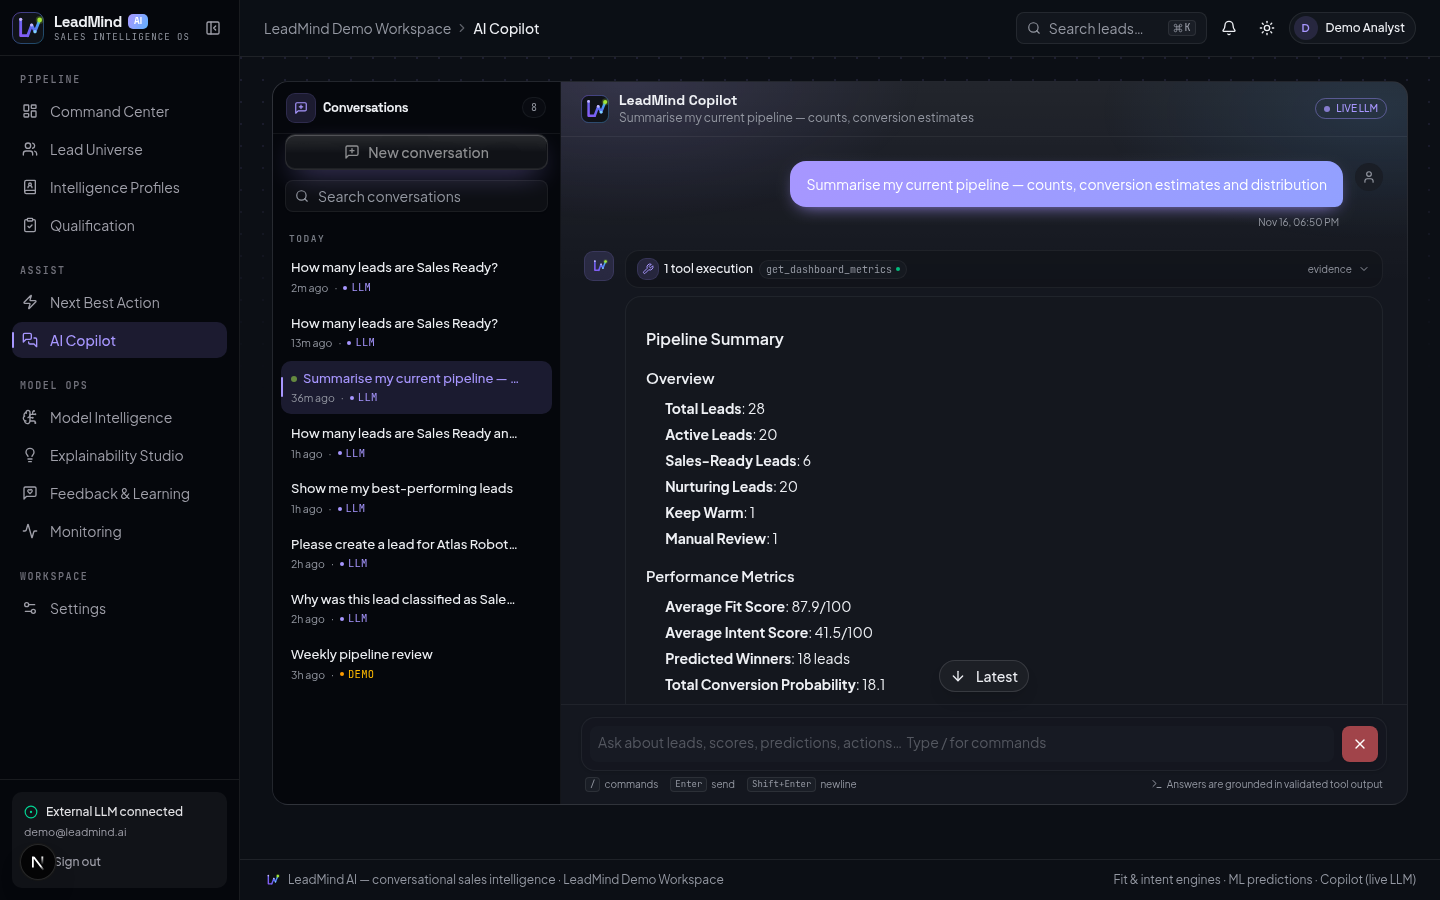 LeadMind AI
SALES INTELLIGENCE OS
PIPELINE
Command Center
Lead Universe
Intelligence Profiles
Qualification
ASSIST
Next Best Action
AI Copilot
MODEL OPS
Model Intelligence
Explainability Studio
Feedback & Learning
Monitoring
WORKSPACE
Settings
External LLM connected
demo@leadmind.ai
N Sign out
LeadMind Demo Workspace > AI Copilot
Search leads… ⌘K
D Demo Analyst
Conversations 8
New conversation
Search conversations
TODAY
How many leads are Sales Ready?
2m ago · • LLM
How many leads are Sales Ready?
13m ago · • LLM
Summarise my current pipeline — …
36m ago · • LLM
How many leads are Sales Ready an…
1h ago · • LLM
Show me my best-performing leads
1h ago · • LLM
Please create a lead for Atlas Robot…
2h ago · • LLM
Why was this lead classified as Sale…
2h ago · • LLM
Weekly pipeline review
3h ago · • DEMO
LeadMind Copilot
Summarise my current pipeline — counts, conversion estimates
LIVE LLM
Summarise my current pipeline — counts, conversion estimates and distribution
Nov 16, 06:50 PM
1 tool execution get_dashboard_metrics evidence
Pipeline Summary
Overview
Total Leads: 28
Active Leads: 20
Sales-Ready Leads: 6
Nurturing Leads: 20
Keep Warm: 1
Manual Review: 1
Performance Metrics
Average Fit Score: 87.9/100
Average Intent Score: 41.5/100
Predicted Winners: 18 leads
Total Conversion Probability: 18.1
↓ Latest
Ask about leads, scores, predictions, actions… Type / for commands
/ commands Enter send Shift+Enter newline
Answers are grounded in validated tool output
LeadMind AI — conversational sales intelligence · LeadMind Demo Workspace
Fit & intent engines · ML predictions · Copilot (live LLM)